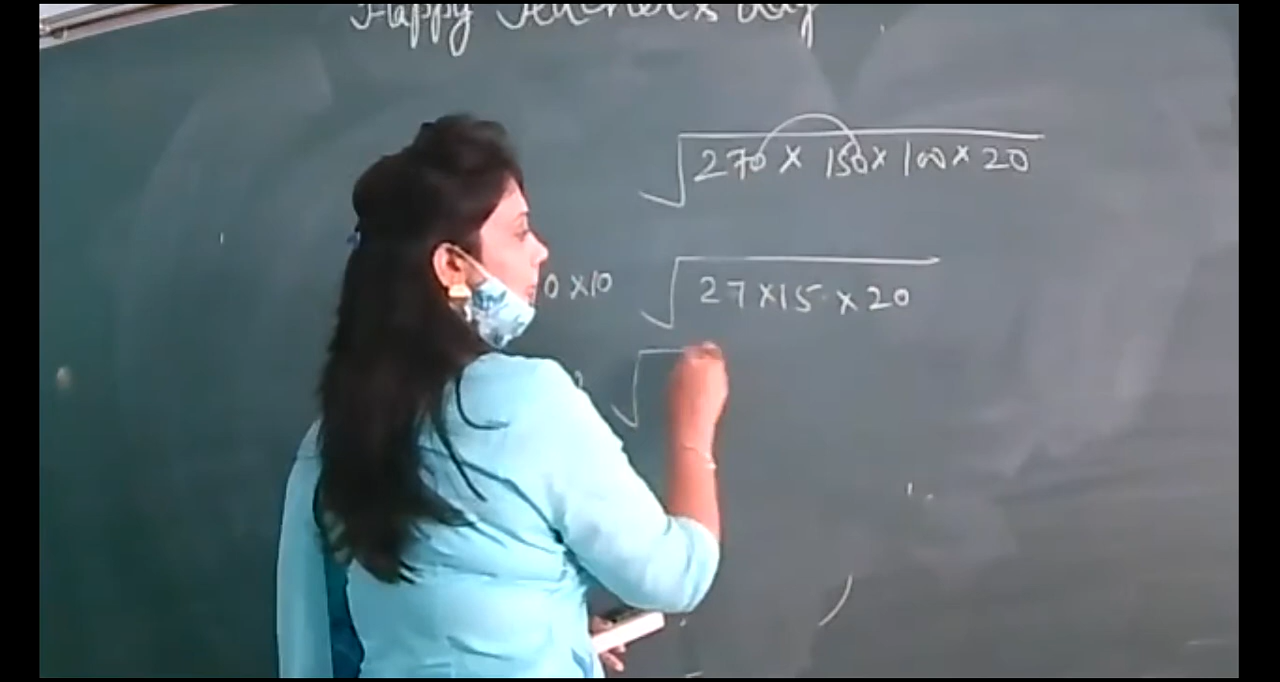 Happy Teacher's Day
√270 × 150 × 100 × 20
0 × 10 √27 × 15 × 20
√